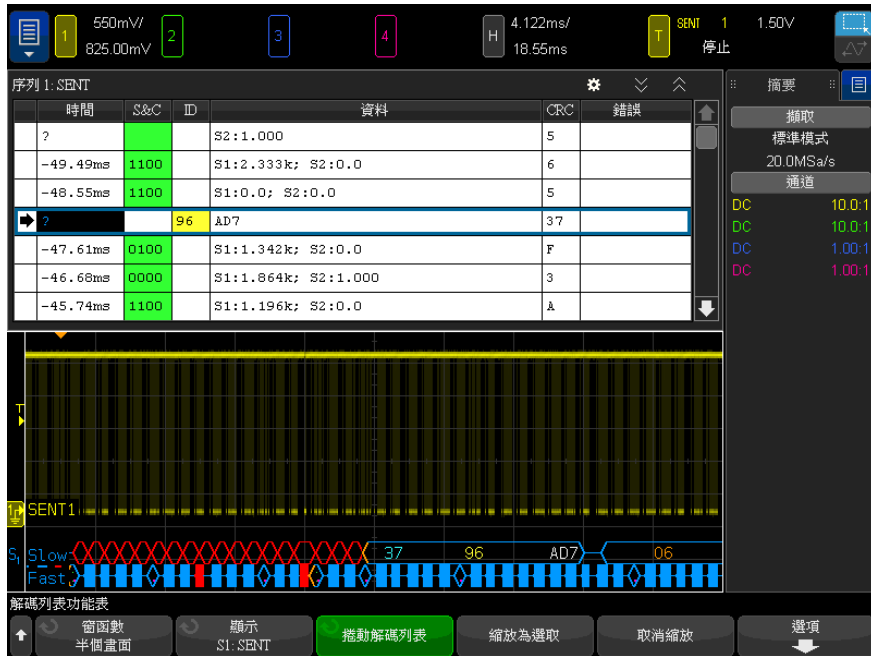 1 550mV/ 825.00mV 2 3 4 H 4.122ms/ 18.55ms T SENT 1 1.50V 停止
序列 1: SENT
摘要
時間 S&C ID 資料 CRC 錯誤
? S2:1.000 5
-49.49ms 1100 S1:2.333k; S2:0.0 6
-48.55ms 1100 S1:0.0; S2:0.0 5
? 96 AD7 37
-47.61ms 0100 S1:1.342k; S2:0.0 F
-46.68ms 0000 S1:1.864k; S2:1.000 3
-45.74ms 1100 S1:1.196k; S2:0.0 A
擷取
標準模式
20.0MSa/s
通道
DC 10.0:1
DC 10.0:1
DC 1.00:1
DC 1.00:1
T
1 SENT1
S1 Slow 37 96 AD7 06
Fast
解碼列表功能表
窗函數 半個畫面
顯示 S1: SENT
捲動解碼列表
縮放為選取
取消縮放
選項